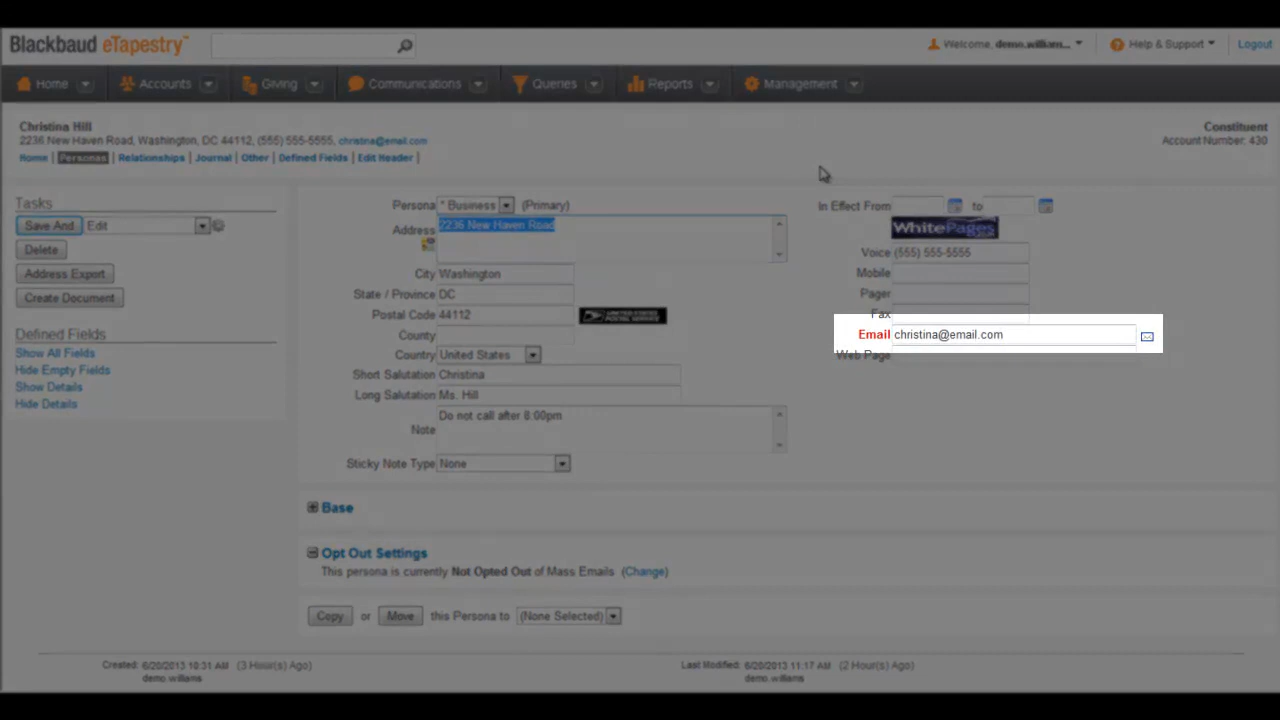 Blackbaud eTapestry™
Welcome, demo.william... Help & Support Logout
Home Accounts Giving Communications Queries Reports Management
Christina Hill
2236 New Haven Road, Washington, DC 44112, (555) 555-5555, christina@email.com
Home | Personas | Relationships | Journal | Other | Defined Fields | Edit Header |
Constituent
Account Number: 430
Tasks
Save And Edit
Delete
Address Export
Create Document
Defined Fields
Show All Fields
Hide Empty Fields
Show Details
Hide Details
Persona * Business (Primary)
Address 2236 New Haven Road
City Washington
State / Province DC
Postal Code 44112 UNITED STATES POSTAL SERVICE
County
Country United States
Short Salutation Christina
Long Salutation Ms. Hill
Note Do not call after 8:00pm
Sticky Note Type None
In Effect From to
WhitePages
Voice (555) 555-5555
Mobile
Pager
Fax
Email christina@email.com
Web Page
Base
Opt Out Settings
This persona is currently Not Opted Out of Mass Emails (Change)
Copy or Move this Persona to (None Selected)
Created: 6/20/2013 10:31 AM (3 Hour(s) Ago)
demo.williams
Last Modified: 6/20/2013 11:17 AM (2 Hour(s) Ago)
demo.williams